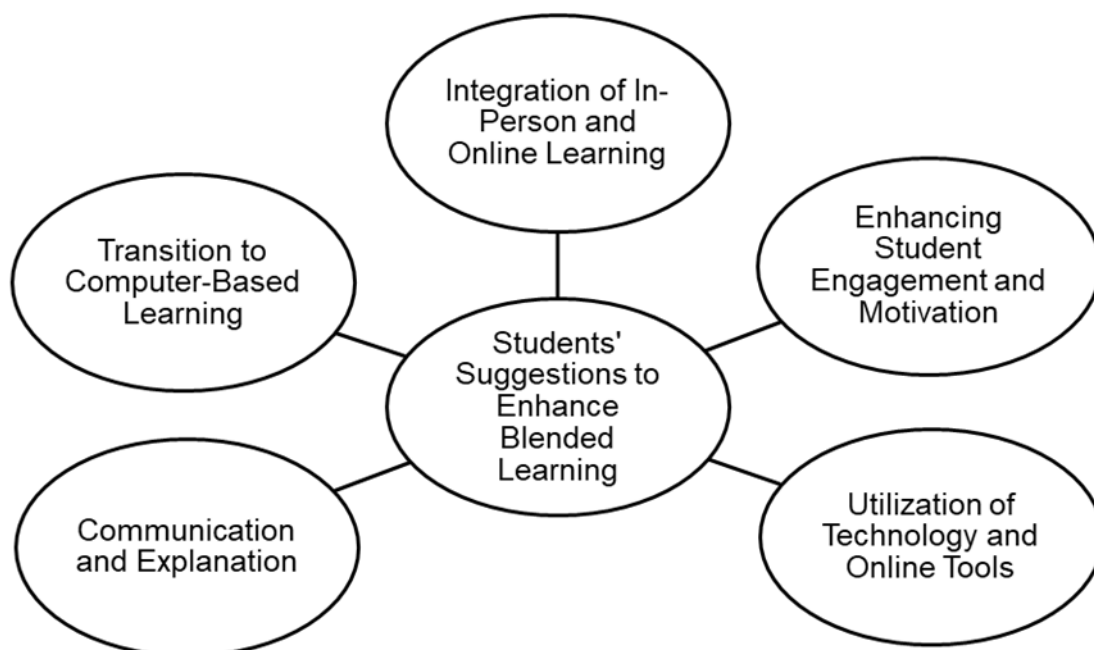 Integration of In-
Person and
Online Learning
Enhancing
Student
Engagement and
Motivation
Transition to
Computer-Based
Learning
Students'
Suggestions to
Enhance
Blended
Learning
Utilization of
Technology and
Online Tools
Communication
and Explanation